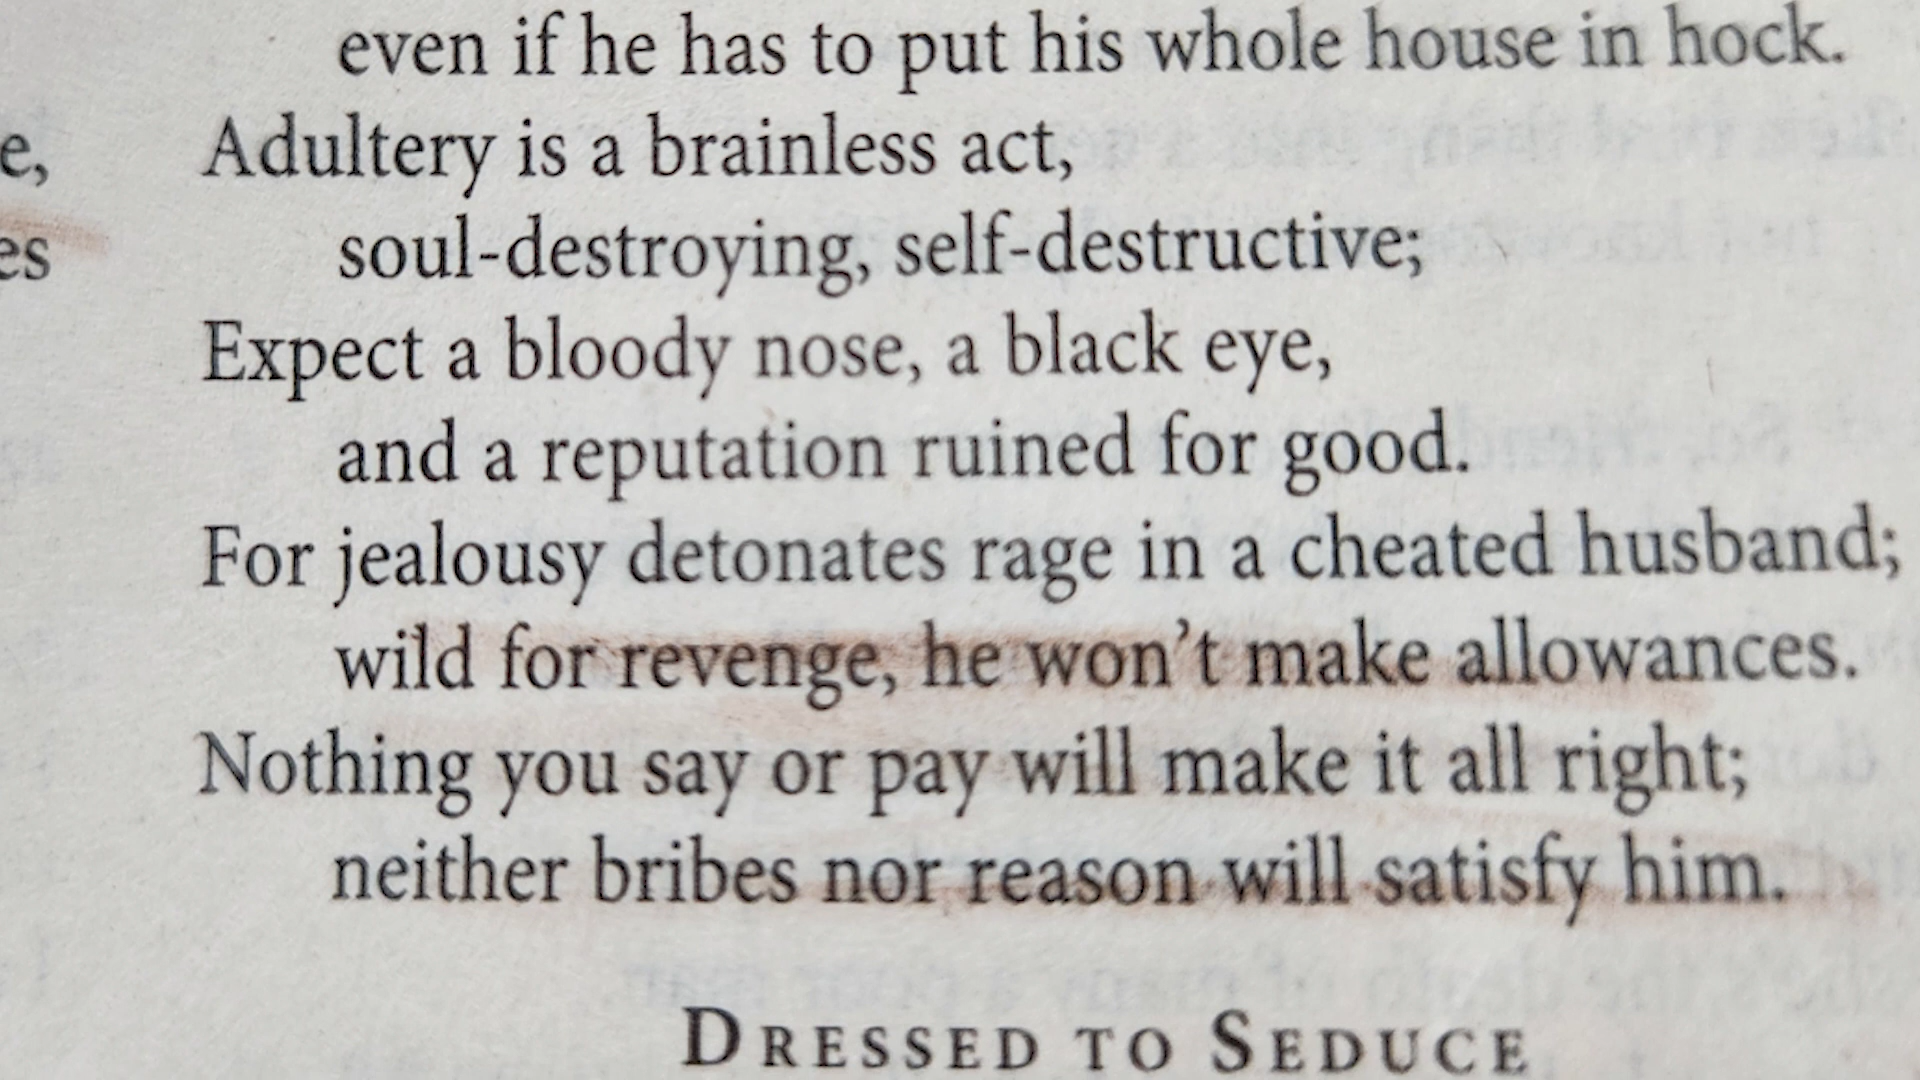 even if he has to put his whole house in hock.
Adultery is a brainless act,
soul-destroying, self-destructive;
Expect a bloody nose, a black eye,
and a reputation ruined for good.
For jealousy detonates rage in a cheated husband;
wild for revenge, he won't make allowances.
Nothing you say or pay will make it all right;
neither bribes nor reason will satisfy him.
DRESSED TO SEDUCE